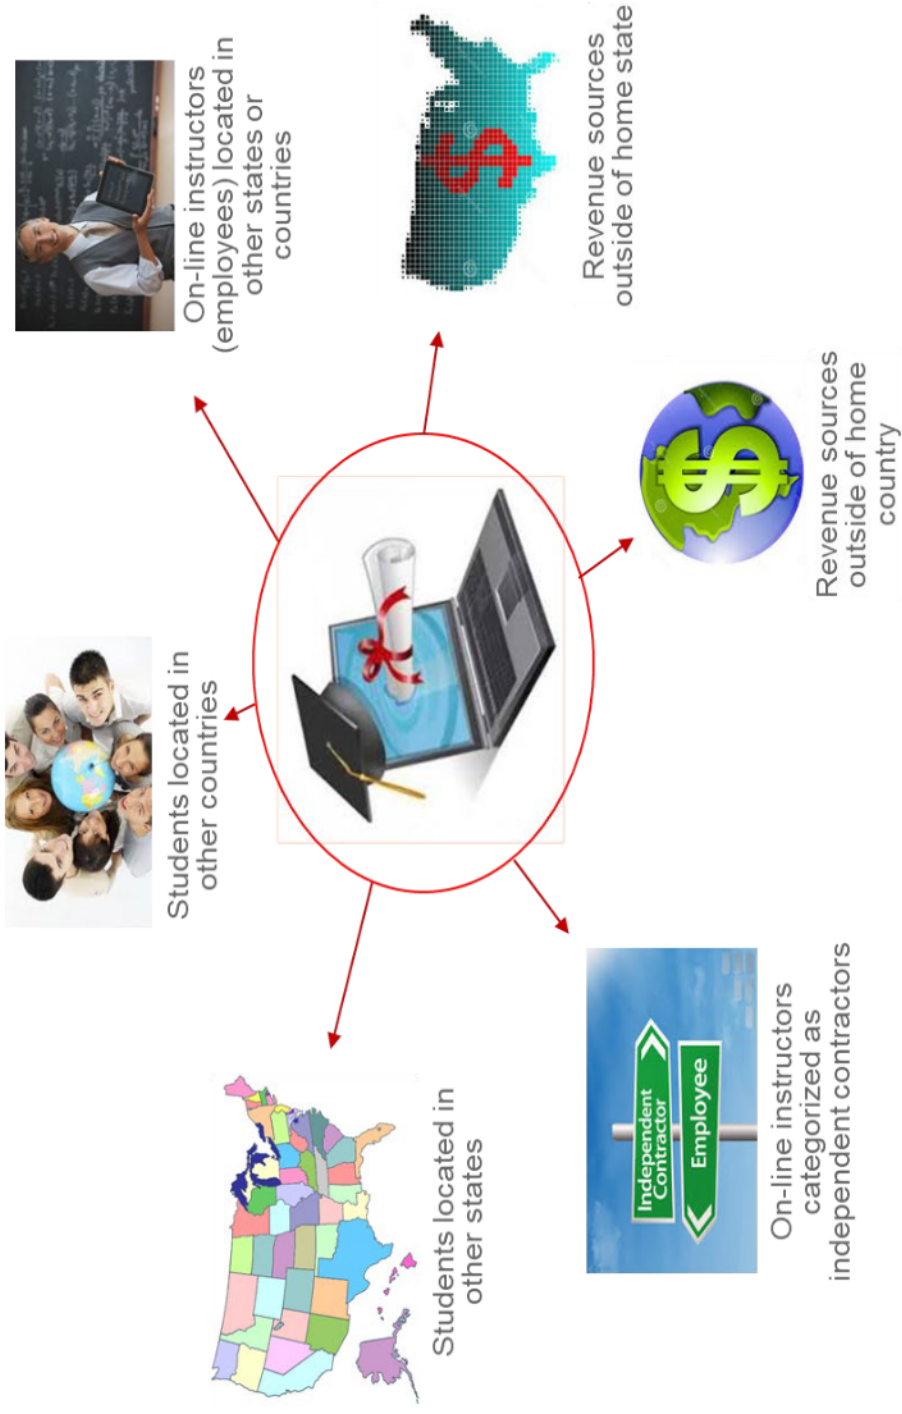 Students located in
other countries
On-line instructors
(employees) located in
other states or
countries
Students located in
other states
Revenue sources
outside of home state
Independent
Contractor
Employee
On-line instructors
categorized as
independent contractors
Revenue sources
outside of home
country